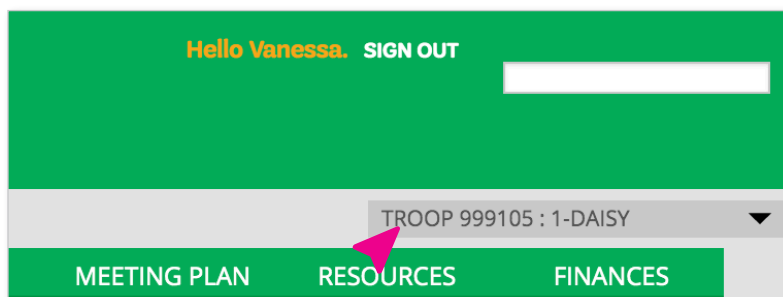 Hello Vanessa. SIGN OUT
TROOP 999105 : 1-DAISY
MEETING PLAN RESOURCES FINANCES